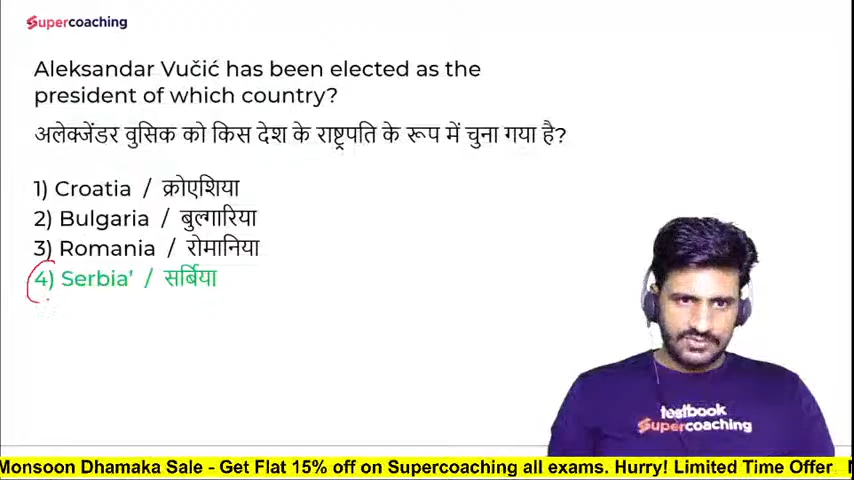 Supercoaching
Aleksandar Vučić has been elected as the
president of which country?
अलेक्जेंडर वुसिक को किस देश के राष्ट्रपति के रूप में चुना गया है?
1) Croatia / क्रोएशिया
2) Bulgaria / बुल्गारिया
3) Romania / रोमानिया
4) Serbia' / सर्बिया
testbook
Supercoaching
Monsoon Dhamaka Sale - Get Flat 15% off on Supercoaching all exams. Hurry! Limited Time Offer